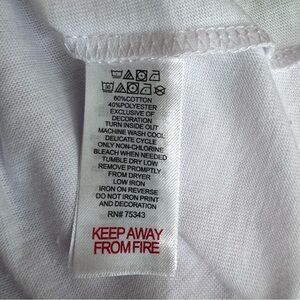 60%COTTON
40%POLYESTER
EXCLUSIVE OF
DECORATION
TURN INSIDE OUT
MACHINE WASH COOL
DELICATE CYCLE
ONLY NON-CHLORINE
BLEACH WHEN NEEDED
TUMBLE DRY LOW
REMOVE PROMPTLY
FROM DRYER
LOW IRON
IRON ON REVERSE
DO NOT IRON PRINT
AND DECORATION
RN# 75343
KEEP AWAY
FROM FIRE